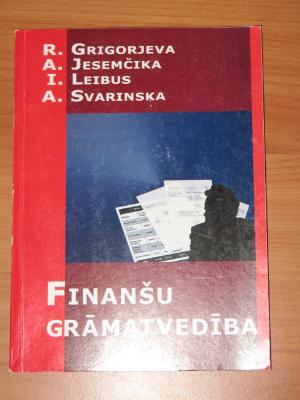 R. GRIGORJEVA
A. JESEMČIKA
I. LEIBUS
A. SVARINSKA
FINANŠU
GRĀMATVEDĪBA